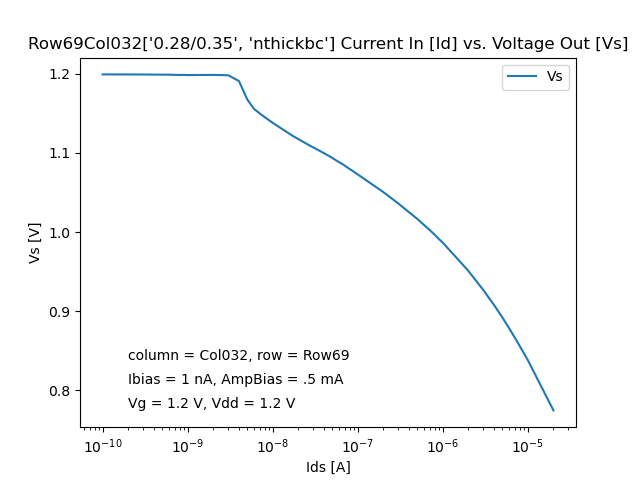 Row69Col032['0.28/0.35', 'nthickbc'] Current In [Id] vs. Voltage Out [Vs]
Vs
1.2
1.1
1.0
0.9
0.8
Vs [V]
column = Col032, row = Row69
Ibias = 1 nA, AmpBias = .5 mA
Vg = 1.2 V, Vdd = 1.2 V
10⁻¹⁰ 10⁻⁹ 10⁻⁸ 10⁻⁷ 10⁻⁶ 10⁻⁵
Ids [A]